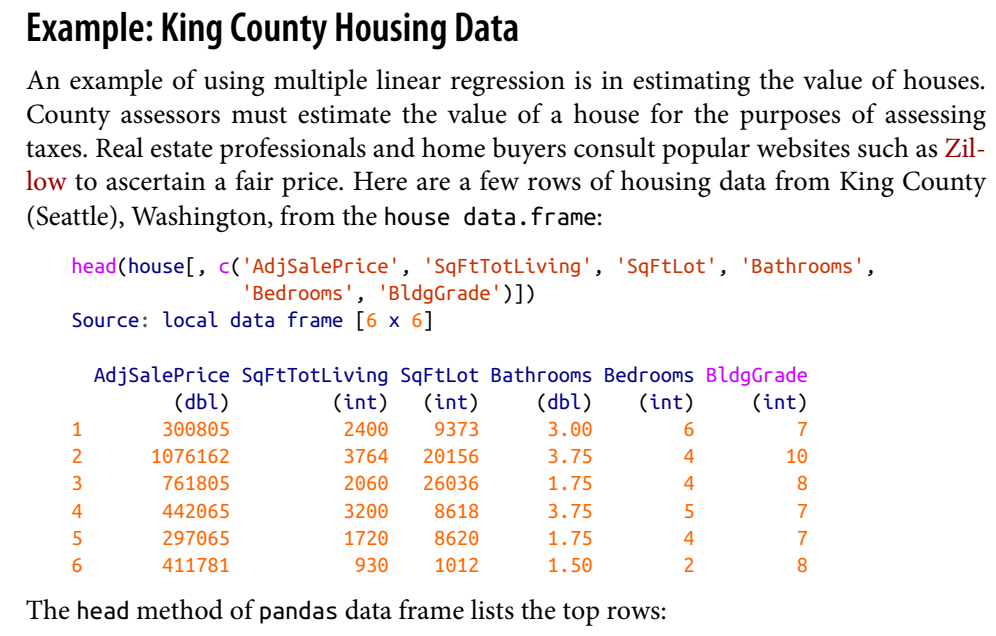 Example: King County Housing Data
An example of using multiple linear regression is in estimating the value of houses.
County assessors must estimate the value of a house for the purposes of assessing
taxes. Real estate professionals and home buyers consult popular websites such as Zil-
low to ascertain a fair price. Here are a few rows of housing data from King County
(Seattle), Washington, from the house data.frame:
head(house[, c('AdjSalePrice', 'SqFtTotLiving', 'SqFtLot', 'Bathrooms',
'Bedrooms', 'BldgGrade')])
Source: local data frame [6 x 6]
AdjSalePrice SqFtTotLiving SqFtLot Bathrooms Bedrooms BldgGrade
(dbl) (int) (int) (dbl) (int) (int)
1 300805 2400 9373 3.00 6 7
2 1076162 3764 20156 3.75 4 10
3 761805 2060 26036 1.75 4 8
4 442065 3200 8618 3.75 5 7
5 297065 1720 8620 1.75 4 7
6 411781 930 1012 1.50 2 8
The head method of pandas data frame lists the top rows: